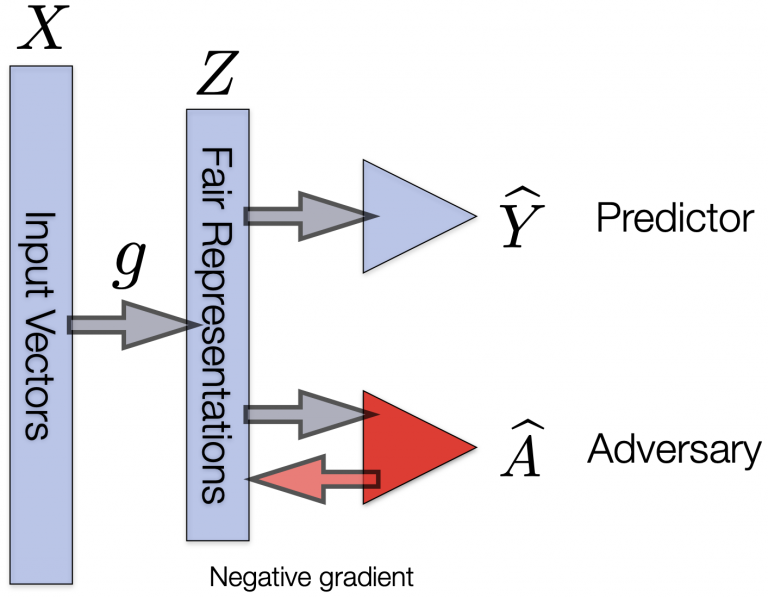 X
Input Vectors
g
Z
Fair Representations
Ŷ Predictor
Â Adversary
Negative gradient